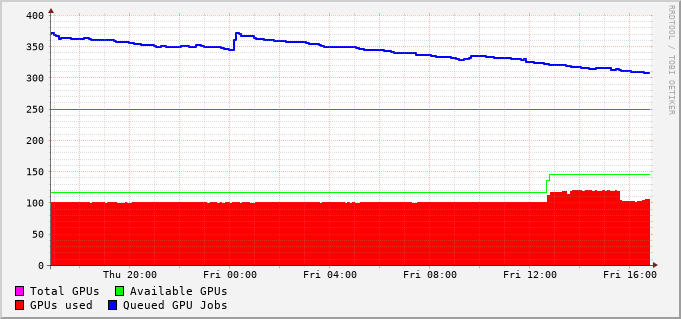 400
350
300
250
200
150
100
50
0
Thu 20:00 Fri 00:00 Fri 04:00 Fri 08:00 Fri 12:00 Fri 16:00
Total GPUs Available GPUs
GPUs used Queued GPU Jobs
RRDTOOL / TOBI OETIKER